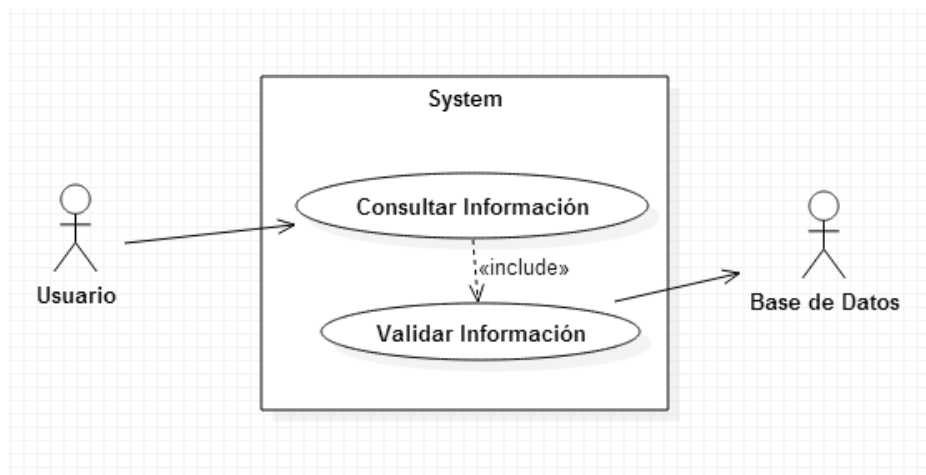 System
Consultar Información
«include»
Usuario
Validar Información
Base de Datos